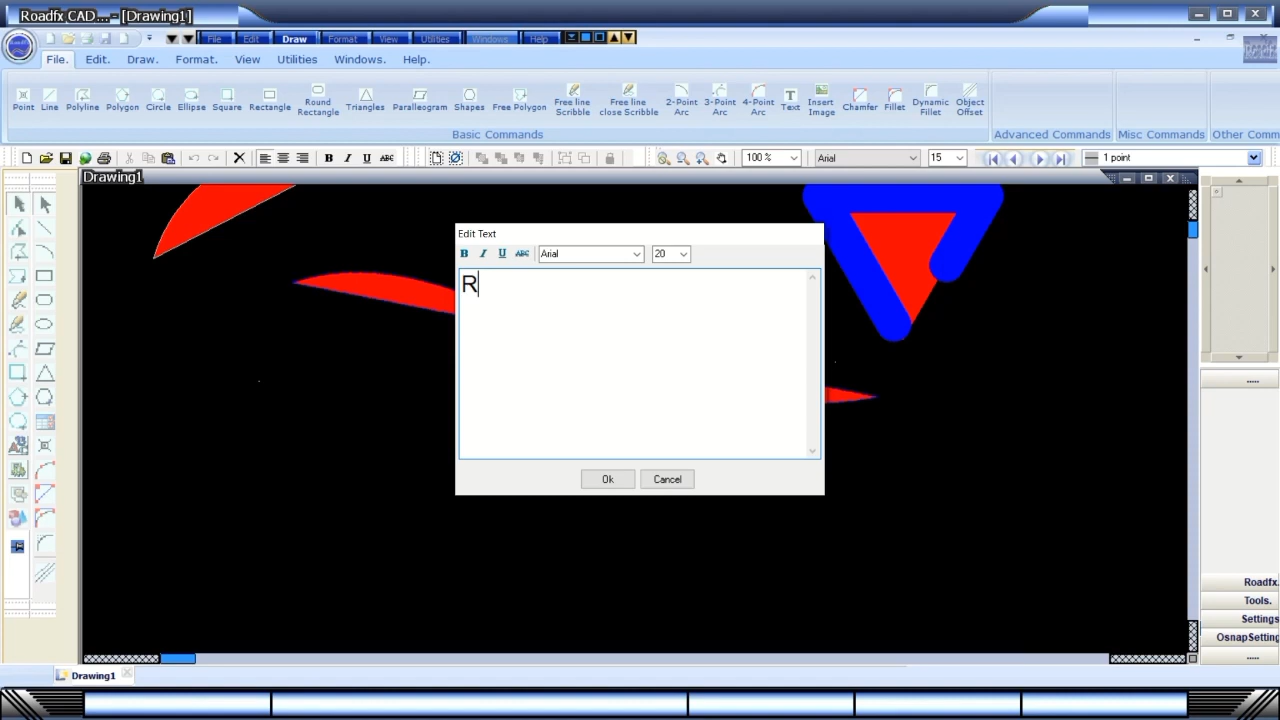 Roadfx CAD... - [Drawing1]
File Edit Draw Format View Utilities Windows Help
File. Edit. Draw. Format. View Utilities Windows. Help.
Point Line Polyline Polygon Circle Ellipse Square Rectangle Round Rectangle Triangles Paralleogram Shapes Free Polygon Free line Scribble Free line close Scribble 2-Point Arc 3-Point Arc 4-Point Arc Text Insert Image Chamfer Fillet Dynamic Fillet Object Offset
Basic Commands Advanced Commands Misc Commands Other Comm
B I U ABC 100 % Arial 15 1 point
Drawing1
Edit Text
B I U ABC Arial 20
R
Ok Cancel
.....
Roadfx.
Tools.
Settings
OsnapSetting
.....
Drawing1